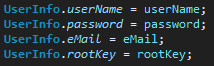 UserInfo.userName = userName;
UserInfo.password = password;
UserInfo.eMail = eMail;
UserInfo.rootKey = rootKey;